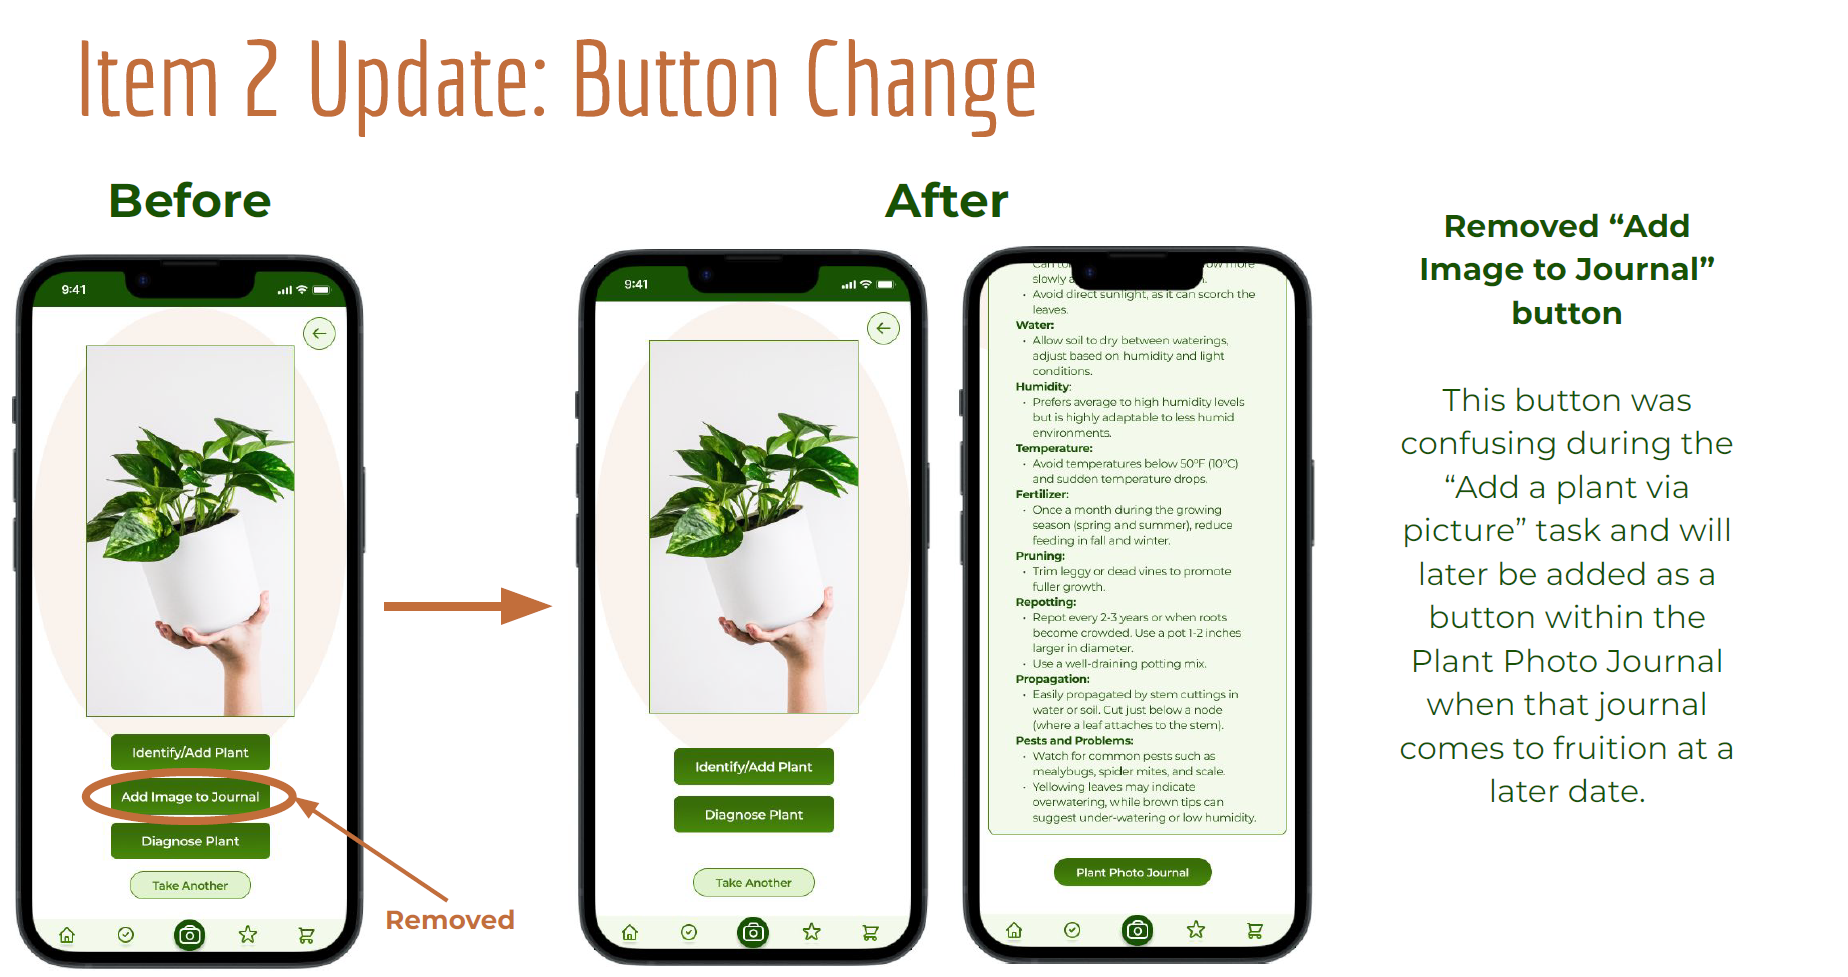 Item 2 Update: Button Change
Before
After
9:41
Identify/Add Plant
Add Image to Journal
Diagnose Plant
Take Another
Removed
9:41
Identify/Add Plant
Diagnose Plant
Take Another
slowly
• Avoid direct sunlight, as it can scorch the
leaves.
Water:
• Allow soil to dry between waterings,
adjust based on humidity and light
conditions.
Humidity:
• Prefers average to high humidity levels
but is highly adaptable to less humid
environments.
Temperature:
• Avoid temperatures below 50°F (10°C)
and sudden temperature drops.
Fertilizer:
• Once a month during the growing
season (spring and summer), reduce
feeding in fall and winter.
Pruning:
• Trim leggy or dead vines to promote
fuller growth.
Repotting:
• Repot every 2-3 years or when roots
become crowded. Use a pot 1-2 inches
larger in diameter.
• Use a well-draining potting mix.
Propagation:
• Easily propagated by stem cuttings in
water or soil. Cut just below a node
(where a leaf attaches to the stem).
Pests and Problems:
• Watch for common pests such as
mealybugs, spider mites, and scale.
• Yellowing leaves may indicate
overwatering, while brown tips can
suggest under-watering or low humidity.
Plant Photo Journal
Removed “Add
Image to Journal”
button
This button was
confusing during the
“Add a plant via
picture” task and will
later be added as a
button within the
Plant Photo Journal
when that journal
comes to fruition at a
later date.